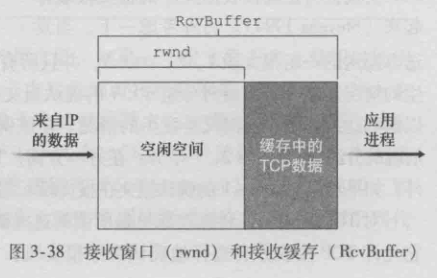 RcvBuffer
rwnd
来自IP
的数据
空闲空间
缓存中的
TCP数据
应用
进程
图3-38 接收窗口（rwnd）和接收缓存（RcvBuffer）